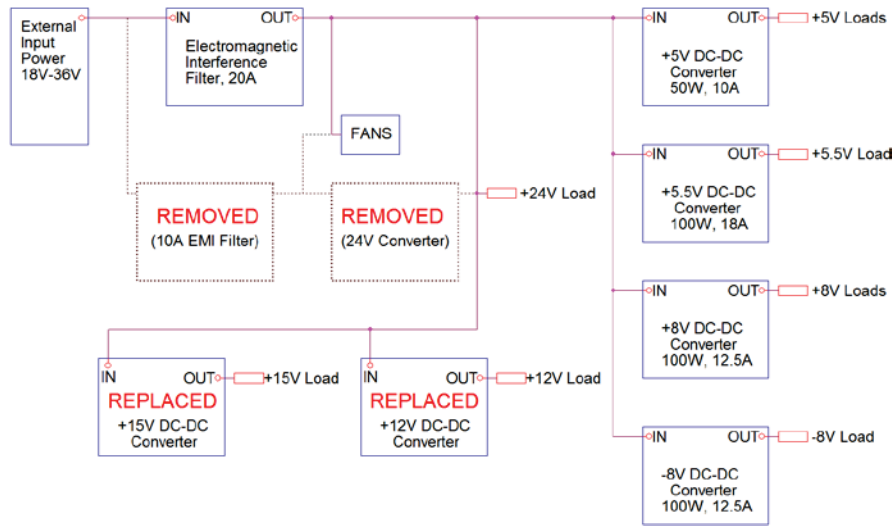 External
Input
Power
18V-36V
IN
OUT
Electromagnetic
Interference
Filter, 20A
FANS
REMOVED
(10A EMI Filter)
REMOVED
(24V Converter)
+24V Load
IN
OUT
+15V Load
REPLACED
+15V DC-DC
Converter
IN
OUT
+12V Load
REPLACED
+12V DC-DC
Converter
IN
OUT
+5V Loads
+5V DC-DC
Converter
50W, 10A
IN
OUT
+5.5V Load
+5.5V DC-DC
Converter
100W, 18A
IN
OUT
+8V Loads
+8V DC-DC
Converter
100W, 12.5A
IN
OUT
-8V Load
-8V DC-DC
Converter
100W, 12.5A